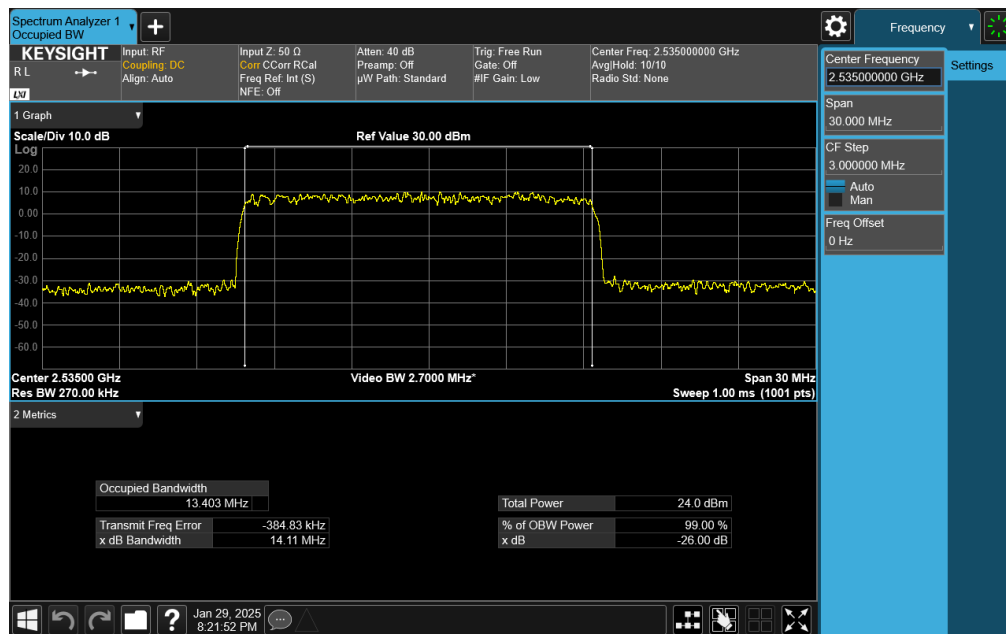 Spectrum Analyzer 1
Occupied BW
Frequency
KEYSIGHT
R L
LXI
Input: RF
Coupling: DC
Align: Auto
Input Z: 50 Ω
Corr CCorr RCal
Freq Ref: Int (S)
NFE: Off
Atten: 40 dB
Preamp: Off
µW Path: Standard
Trig: Free Run
Gate: Off
#IF Gain: Low
Center Freq: 2.535000000 GHz
Avg|Hold: 10/10
Radio Std: None
Center Frequency
2.535000000 GHz
Settings
Span
30.000 MHz
CF Step
3.000000 MHz
Auto
Man
Freq Offset
0 Hz
1 Graph
Scale/Div 10.0 dB
Ref Value 30.00 dBm
Log
20.0
10.0
0.00
-10.0
-20.0
-30.0
-40.0
-50.0
-60.0
Center 2.53500 GHz
Video BW 2.7000 MHz*
Span 30 MHz
Res BW 270.00 kHz
Sweep 1.00 ms (1001 pts)
2 Metrics
Occupied Bandwidth
13.403 MHz
Total Power 24.0 dBm
Transmit Freq Error -384.83 kHz
% of OBW Power 99.00 %
x dB Bandwidth 14.11 MHz
x dB -26.00 dB
?
Jan 29, 2025
8:21:52 PM